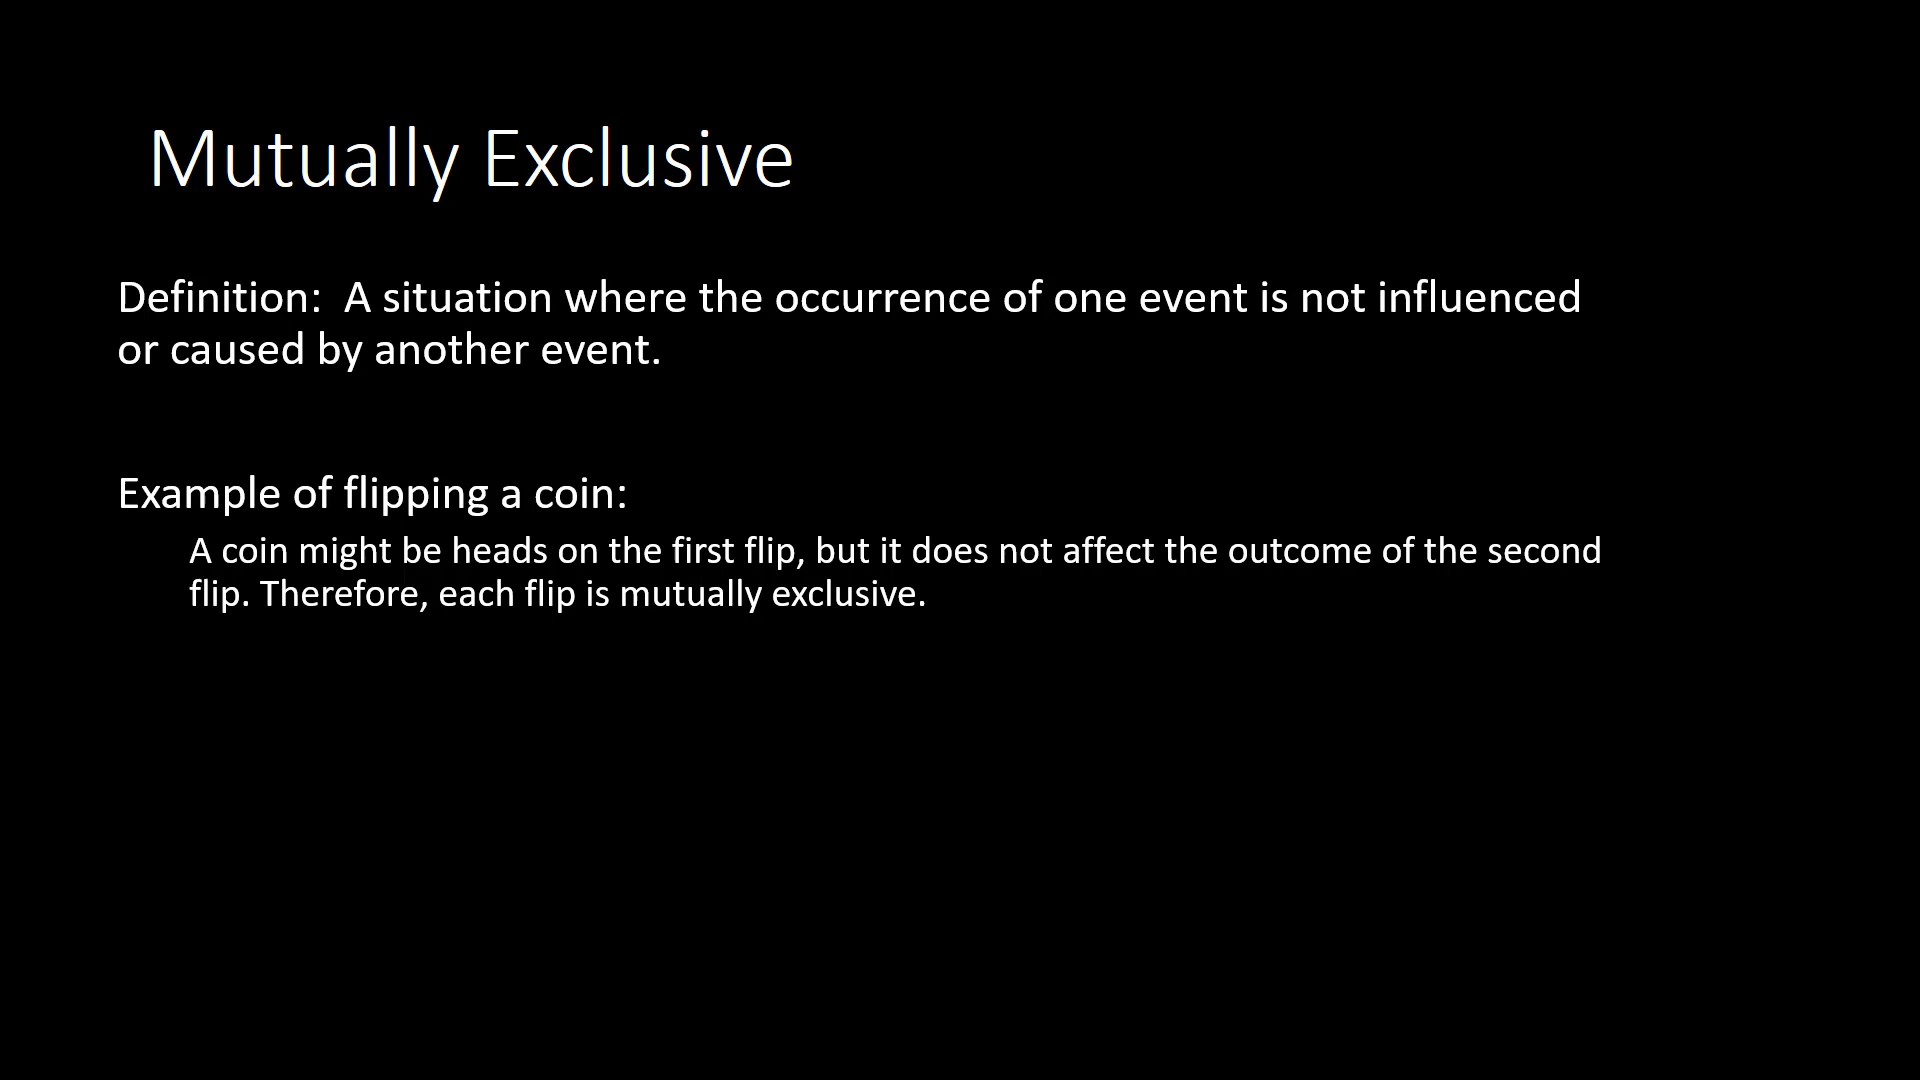 Mutually Exclusive
Definition:  A situation where the occurrence of one event is not influenced
or caused by another event.
Example of flipping a coin:
A coin might be heads on the first flip, but it does not affect the outcome of the second
flip. Therefore, each flip is mutually exclusive.